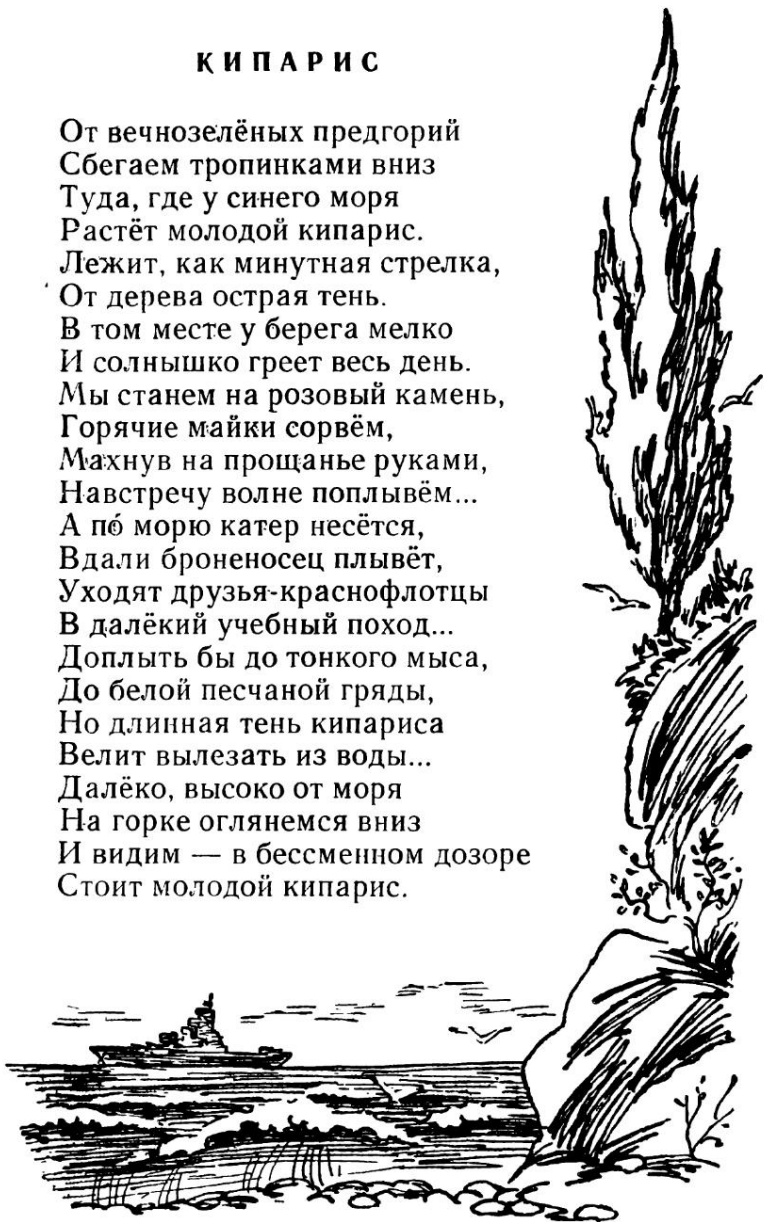 КИПАРИС
От вечнозелёных предгорий
Сбегаем тропинками вниз
Туда, где у синего моря
Растёт молодой кипарис.
Лежит, как минутная стрелка,
От дерева острая тень.
В том месте у берега мелко
И солнышко греет весь день.
Мы станем на розовый камень,
Горячие майки сорвём,
Махнув на прощанье руками,
Навстречу волне поплывём...
А по́ морю катер несётся,
Вдали броненосец плывёт,
Уходят друзья-краснофлотцы
В далёкий учебный поход...
Доплыть бы до тонкого мыса,
До белой песчаной гряды,
Но длинная тень кипариса
Велит вылезать из воды...
Далёко, высоко от моря
На горке оглянемся вниз
И видим — в бессменном дозоре
Стоит молодой кипарис.